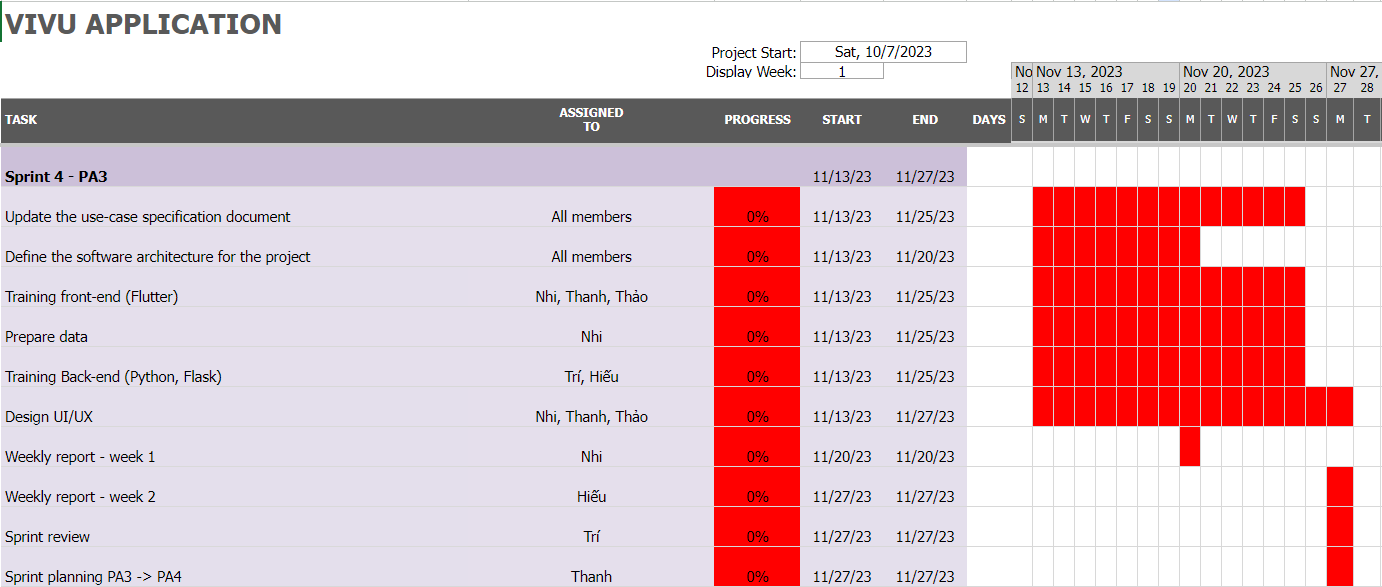 VIVU APPLICATION
Project Start: Sat, 10/7/2023
Display Week: 1
No Nov 13, 2023 Nov 20, 2023 Nov 27,
12 13 14 15 16 17 18 19 20 21 22 23 24 25 26 27 28
TASK ASSIGNED TO PROGRESS START END DAYS S M T W T F S S M T W T F S S M T
Sprint 4 - PA3 11/13/23 11/27/23
Update the use-case specification document All members 0% 11/13/23 11/25/23
Define the software architecture for the project All members 0% 11/13/23 11/20/23
Training front-end (Flutter) Nhi, Thanh, Thảo 0% 11/13/23 11/25/23
Prepare data Nhi 0% 11/13/23 11/25/23
Training Back-end (Python, Flask) Trí, Hiếu 0% 11/13/23 11/25/23
Design UI/UX Nhi, Thanh, Thảo 0% 11/13/23 11/27/23
Weekly report - week 1 Nhi 0% 11/20/23 11/20/23
Weekly report - week 2 Hiếu 0% 11/27/23 11/27/23
Sprint review Trí 0% 11/27/23 11/27/23
Sprint planning PA3 -> PA4 Thanh 0% 11/27/23 11/27/23